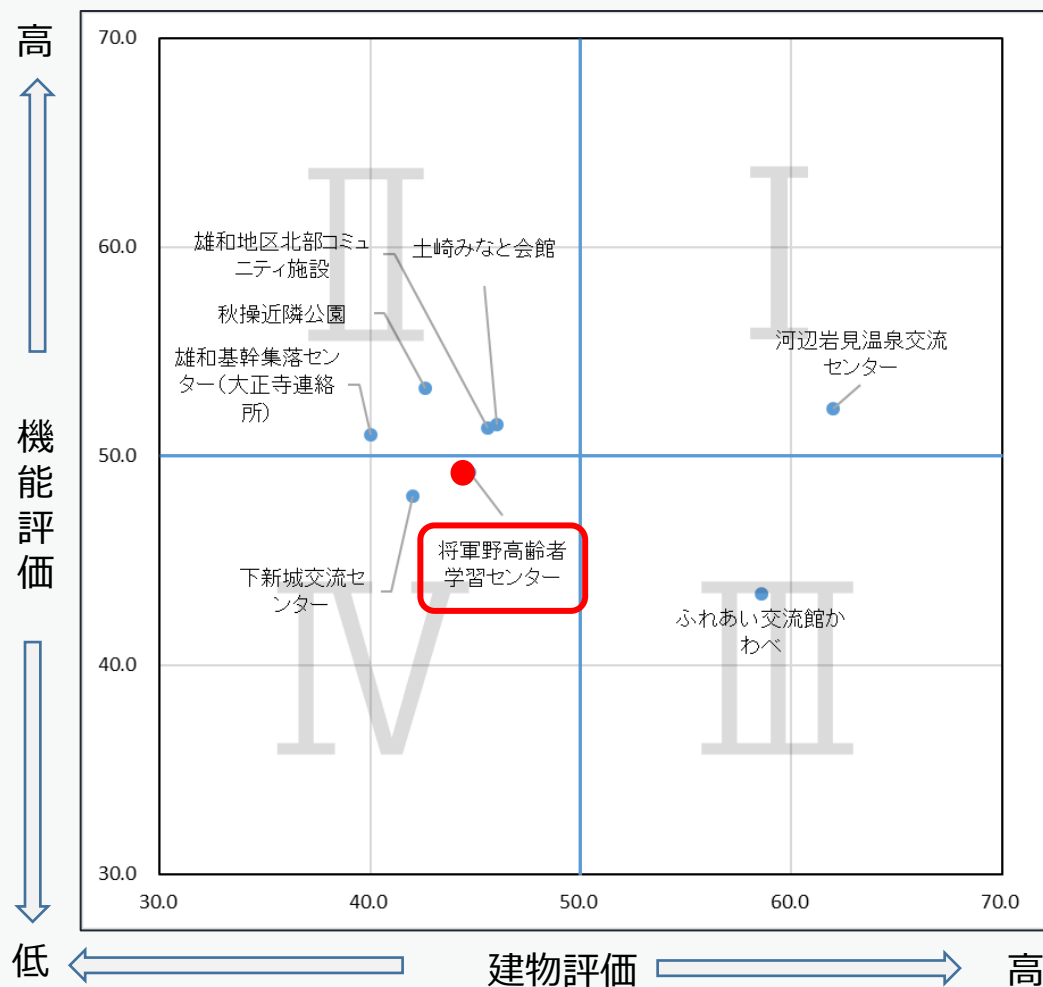 高
機
能
評
価
低
70.0
60.0
50.0
40.0
30.0
30.0
40.0
50.0
60.0
70.0
建物評価
高
Ⅱ
Ⅰ
Ⅳ
Ⅲ
雄和地区北部コミュ
ニティ施設
土崎みなと会館
秋操近隣公園
雄和基幹集落セン
ター(大正寺連絡
所)
河辺岩見温泉交流
センター
将軍野高齢者
学習センター
下新城交流セ
ンター
ふれあい交流館か
わべ